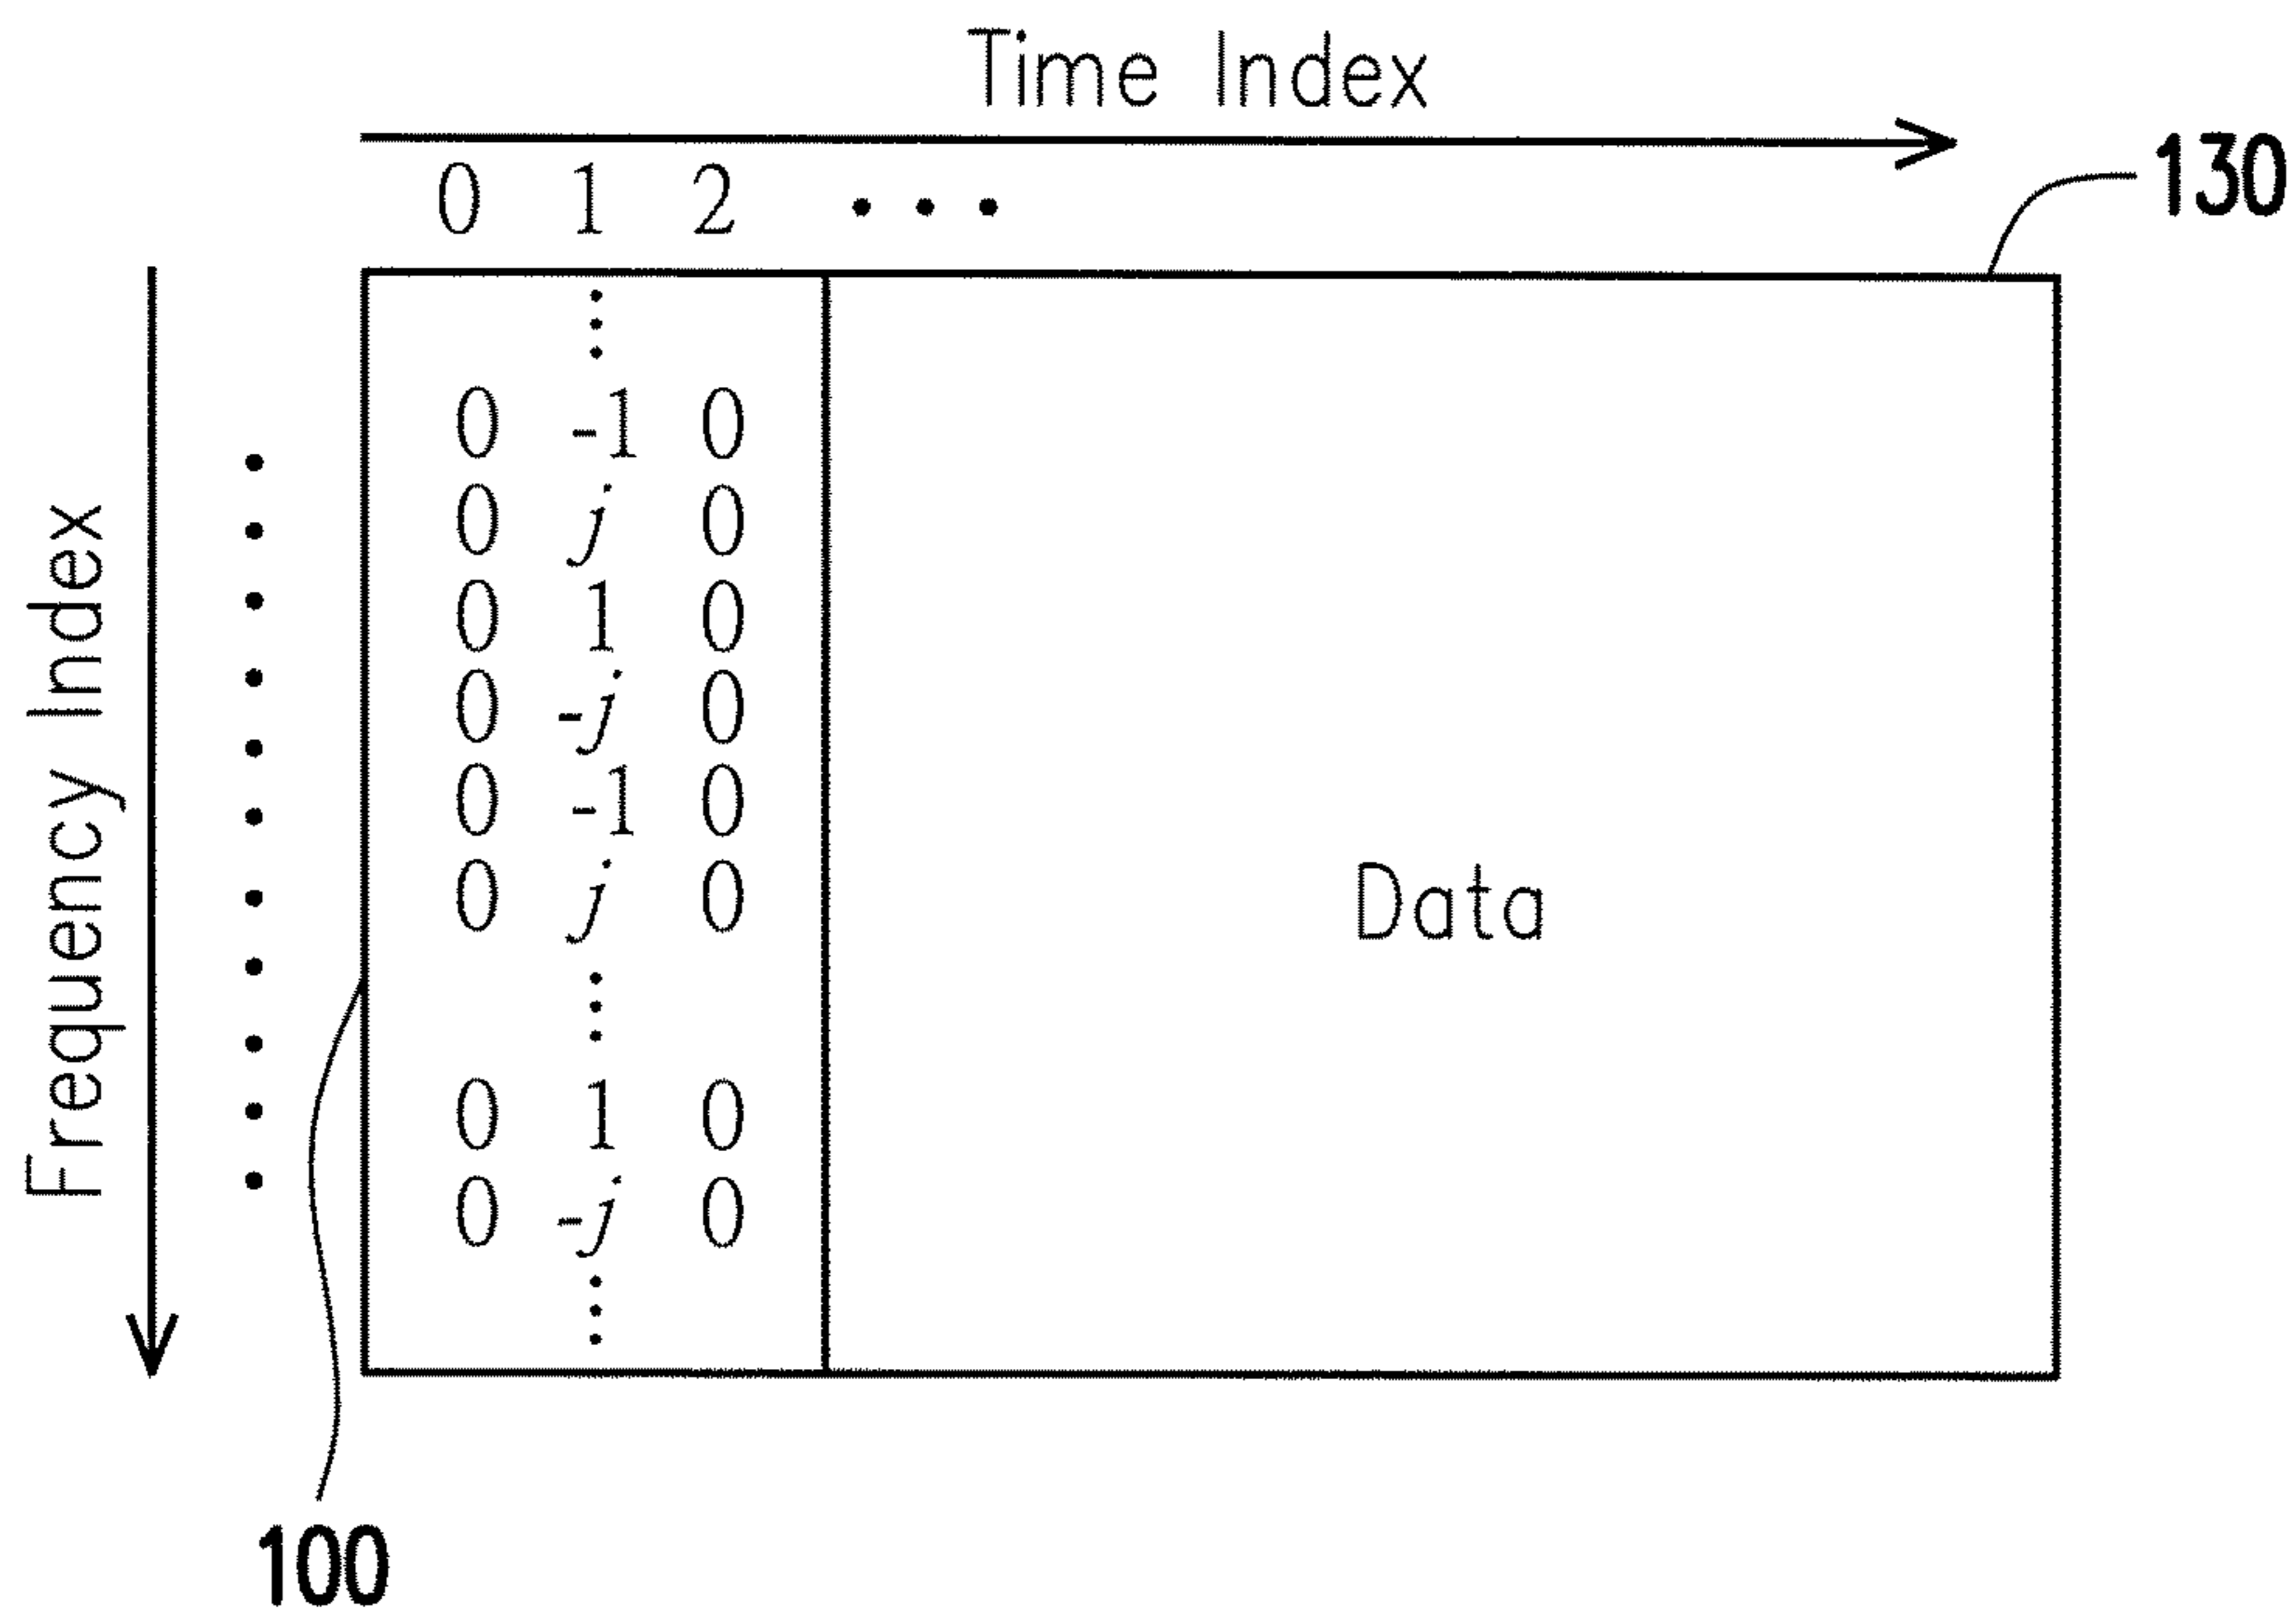 Time Index
0 1 2 • • •
130
Frequency Index
0 -1 0
0 j 0
0 1 0
0 -j 0
0 -1 0
0 j 0
0 1 0
0 -j 0
Data
100